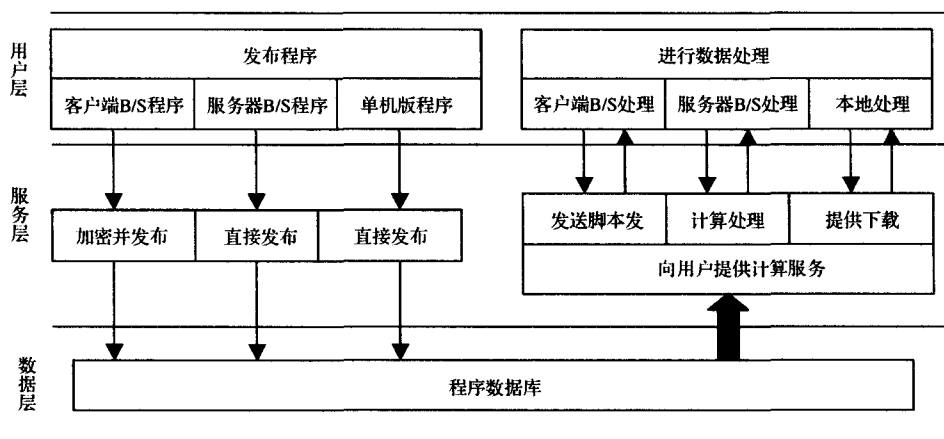 用户层
发布程序
进行数据处理
客户端B/S程序
服务器B/S程序
单机版程序
客户端B/S处理
服务器B/S处理
本地处理
服务层
加密并发布
直接发布
直接发布
发送脚本发
计算处理
提供下载
向用户提供计算服务
数据层
程序数据库